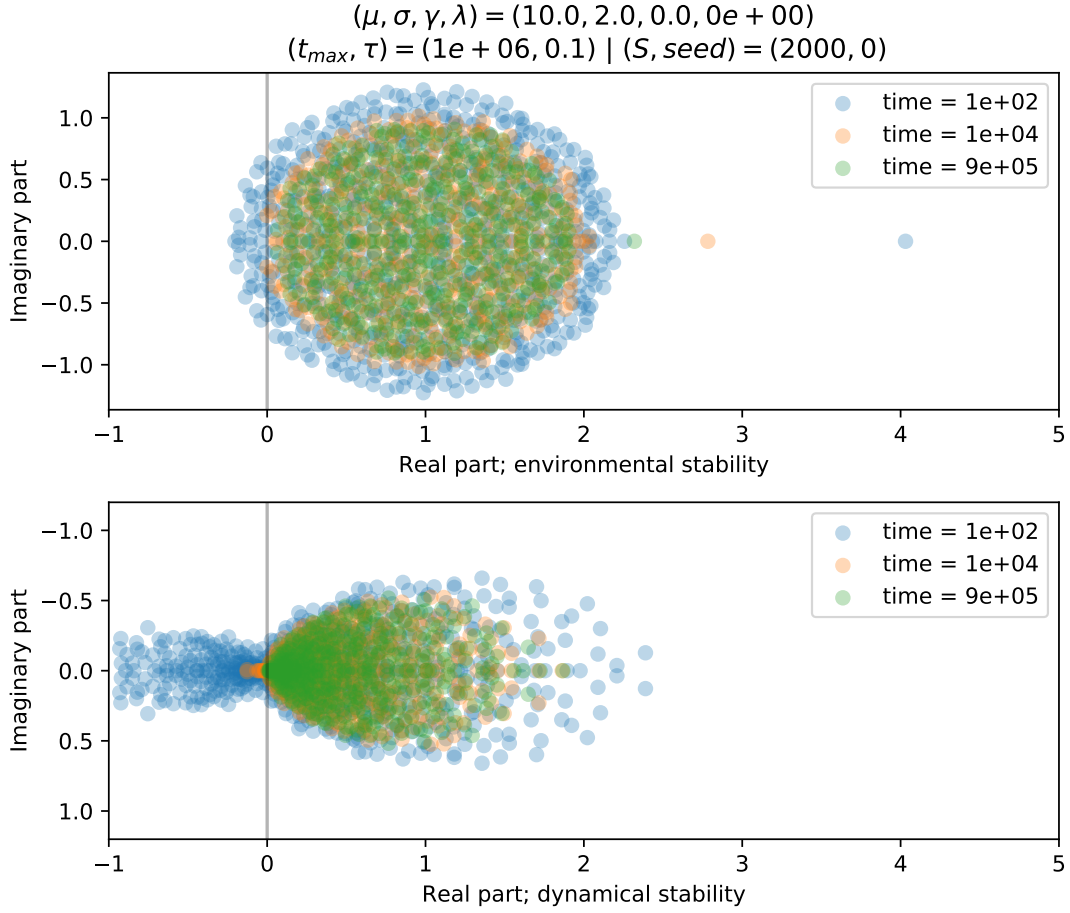 (μ, σ, γ, λ) = (10.0, 2.0, 0.0, 0e + 00)
(t_max, τ) = (1e + 06, 0.1) | (S, seed) = (2000, 0)
Imaginary part
1.0
0.5
0.0
−0.5
−1.0
time = 1e+02
time = 1e+04
time = 9e+05
−1 0 1 2 3 4 5
Real part; environmental stability
Imaginary part
−1.0
−0.5
0.0
0.5
1.0
time = 1e+02
time = 1e+04
time = 9e+05
−1 0 1 2 3 4 5
Real part; dynamical stability